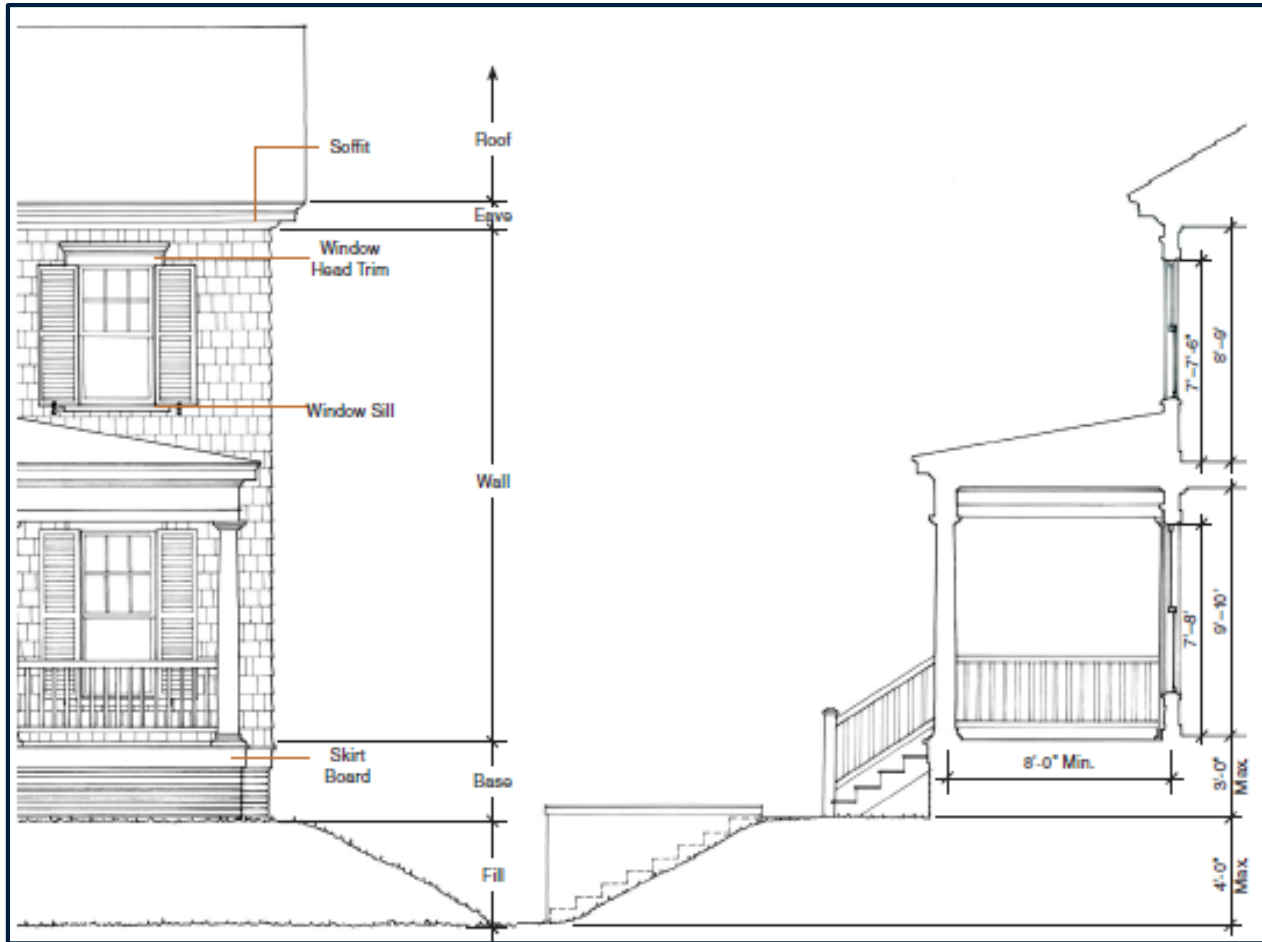 Roof
Soffit
Eave
Window
Head Trim
Window Sill
Wall
Skirt
Board
Base
Fill
7'-7'-6"
8'-9'
7'-8'
9'-10'
8'-0" Min.
3'-0"
Max.
4'-0"
Max.